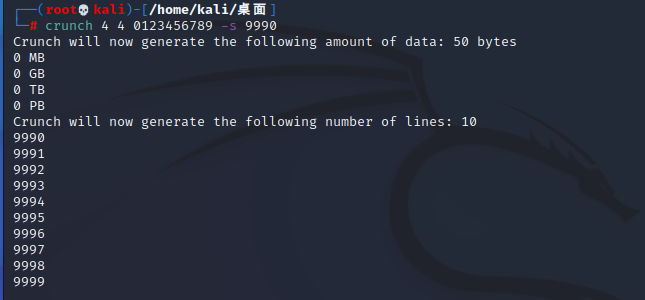 ┌──(root💀kali)-[/home/kali/桌面]
└─# crunch 4 4 0123456789 -s 9990
Crunch will now generate the following amount of data: 50 bytes
0 MB
0 GB
0 TB
0 PB
Crunch will now generate the following number of lines: 10
9990
9991
9992
9993
9994
9995
9996
9997
9998
9999